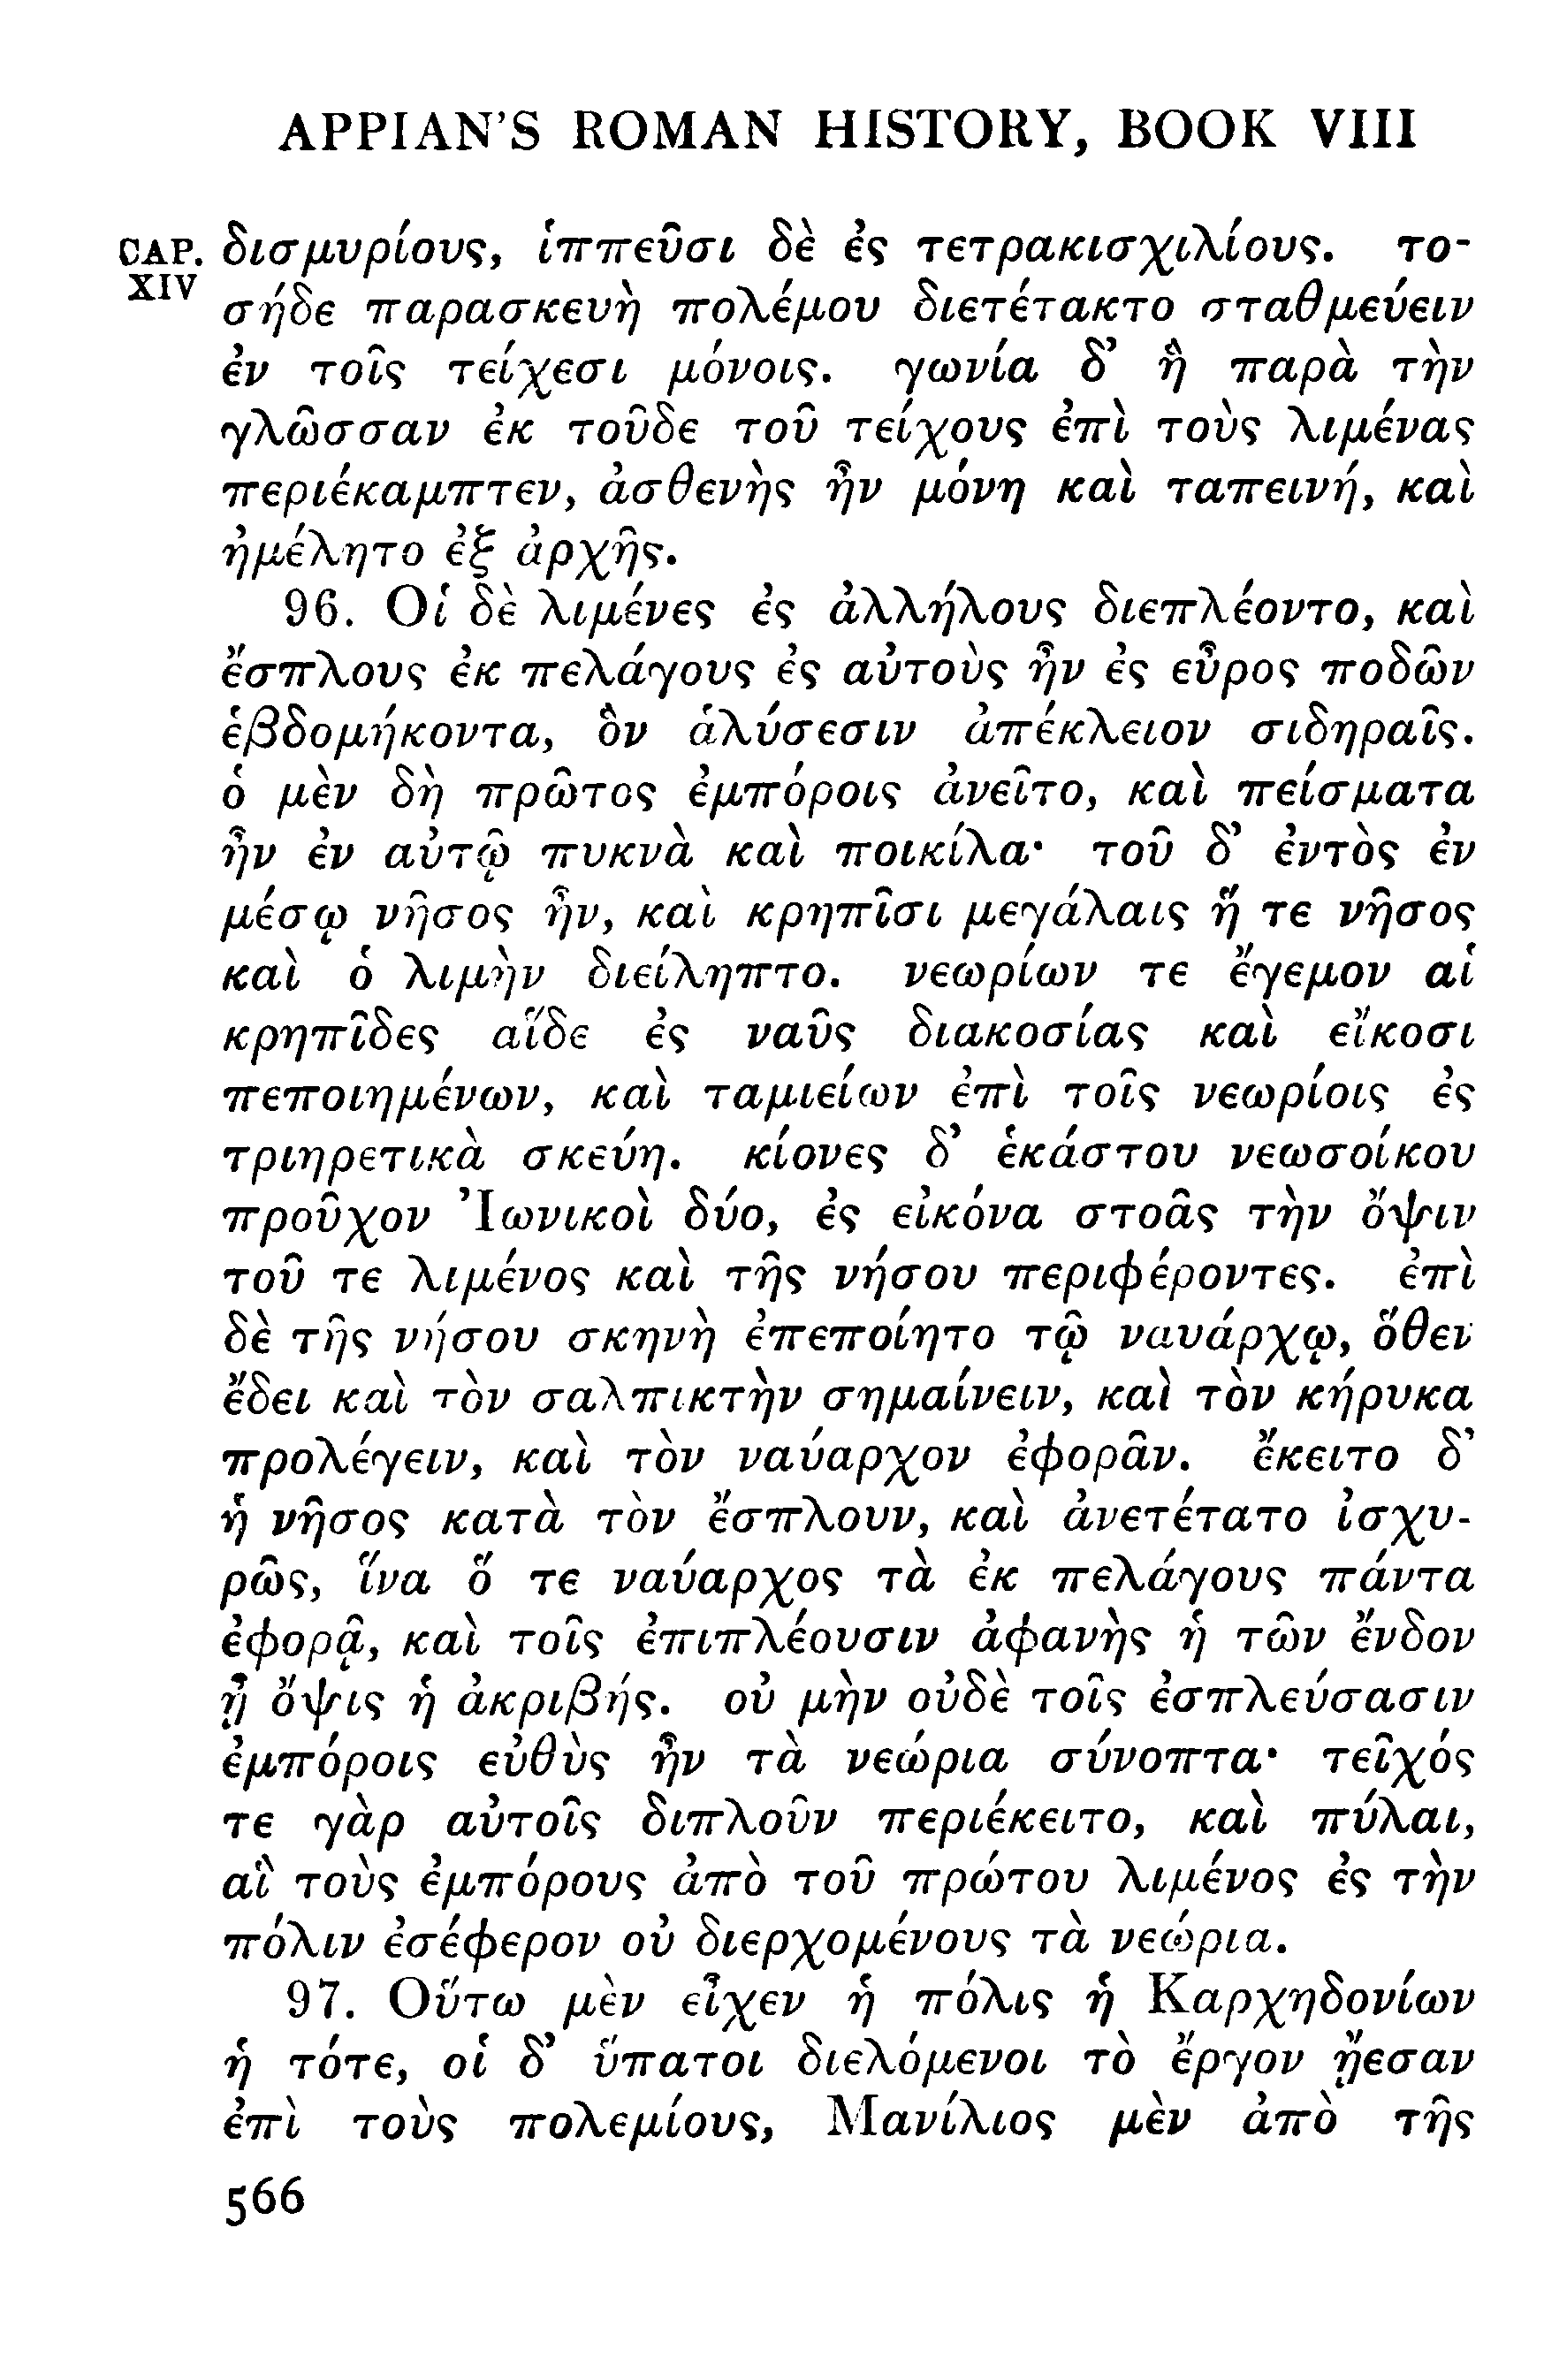 APPIAN'S ROMAN HISTORY, BOOK VIII
CAP. XIV
δισμυρίους, ἱππεῦσι δὲ ἐς τετρακισχιλίους. το-
σήδε παρασκευὴ πολέμου διετέτακτο σταθμεύειν
ἐν τοῖς τείχεσι μόνοις. γωνία δ’ ἣ παρὰ τὴν
γλῶσσαν ἐκ τοῦδε τοῦ τείχους ἐπὶ τοὺς λιμένας
περιέκαμπτεν, ἀσθενὴς ἦν μόνη καὶ ταπεινή, καὶ
ἠμέλητο ἐξ ἀρχῆς.
96. Οἱ δὲ λιμένες ἐς ἀλλήλους διεπλέοντο, καὶ
ἔσπλους ἐκ πελάγους ἐς αὐτοὺς ἦν ἐς εὖρος ποδῶν
ἑβδομήκοντα, ὃν ἁλύσεσιν ἀπέκλειον σιδηραῖς.
ὁ μὲν δὴ πρῶτος ἐμπόροις ἀνεῖτο, καὶ πείσματα
ἦν ἐν αὐτῷ πυκνὰ καὶ ποικίλα· τοῦ δ’ ἐντὸς ἐν
μέσῳ νῆσος ἦν, καὶ κρηπῖσι μεγάλαις ἥ τε νῆσος
καὶ ὁ λιμὴν διείληπτο. νεωρίων τε ἔγεμον αἱ
κρηπῖδες αἵδε ἐς ναῦς διακοσίας καὶ εἴκοσι
πεποιημένων, καὶ ταμιείων ἐπὶ τοῖς νεωρίοις ἐς
τριηρετικὰ σκεύη. κίονες δ’ ἑκάστου νεωσοίκου
προῦχον Ἰωνικοὶ δύο, ἐς εἰκόνα στοᾶς τὴν ὄψιν
τοῦ τε λιμένος καὶ τῆς νήσου περιφέροντες. ἐπὶ
δὲ τῆς νήσου σκηνὴ ἐπεποίητο τῷ ναυάρχῳ, ὅθεν
ἔδει καὶ τὸν σαλπικτὴν σημαίνειν, καὶ τὸν κήρυκα
προλέγειν, καὶ τὸν ναύαρχον ἐφορᾶν. ἔκειτο δ’
ἡ νῆσος κατὰ τὸν ἔσπλουν, καὶ ἀνετέτατο ἰσχυ-
ρῶς, ἵνα ὅ τε ναύαρχος τὰ ἐκ πελάγους πάντα
ἐφορᾷ, καὶ τοῖς ἐπιπλέουσιν ἀφανὴς ἡ τῶν ἔνδον
ᾖ ὄψις ἡ ἀκριβής. οὐ μὴν οὐδὲ τοῖς ἐσπλεύσασιν
ἐμπόροις εὐθὺς ἦν τὰ νεώρια σύνοπτα· τεῖχός
τε γὰρ αὐτοῖς διπλοῦν περιέκειτο, καὶ πύλαι,
αἳ τοὺς ἐμπόρους ἀπὸ τοῦ πρώτου λιμένος ἐς τὴν
πόλιν ἐσέφερον οὐ διερχομένους τὰ νεώρια.
97. Οὕτω μὲν εἶχεν ἡ πόλις ἡ Καρχηδονίων
ἡ τότε, οἱ δ’ ὕπατοι διελόμενοι τὸ ἔργον ᾔεσαν
ἐπὶ τοὺς πολεμίους, Μανίλιος μὲν ἀπὸ τῆς
566